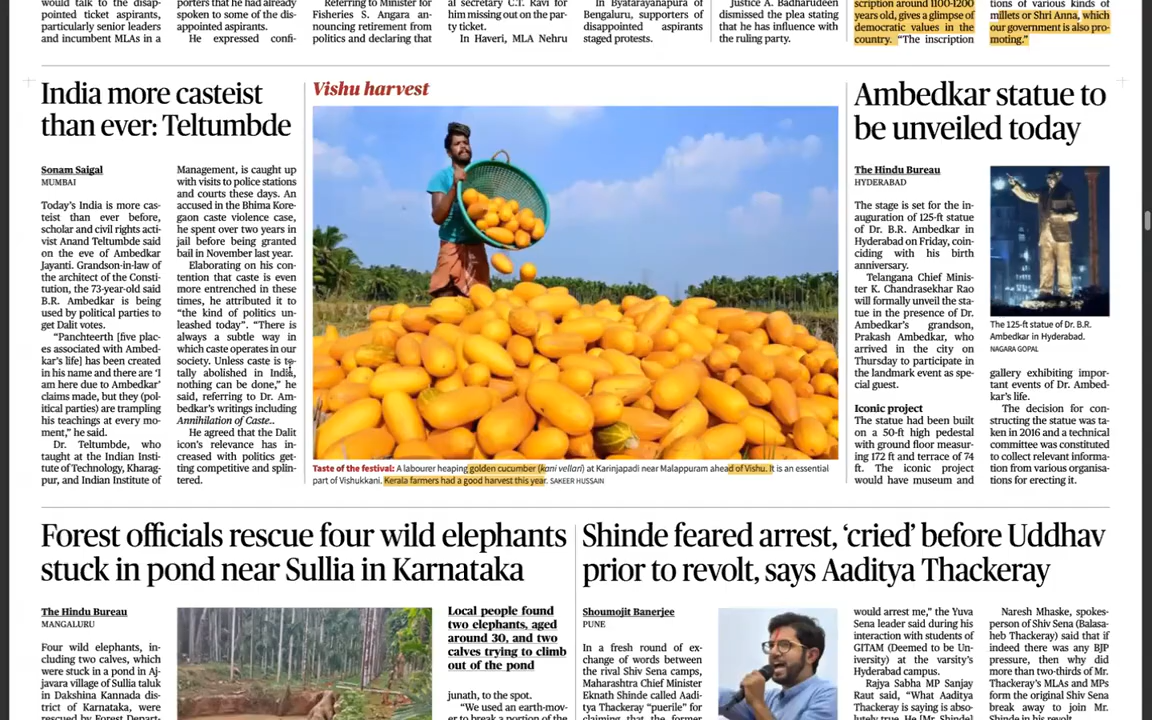 would talk to the disap-
pointed ticket aspirants,
particularly senior leaders
and incumbent MLAs in a
porters that he had already
spoken to some of the dis-
appointed aspirants.
He expressed confi-
Referring to Minister for
Fisheries S. Angara an-
nouncing retirement from
politics and declaring that
al secretary C.T. Ravi for
him missing out on the par-
ty ticket.
In Haveri, MLA Nehru
In Byatarayanapura of
Bengaluru, supporters of
disappointed aspirants
staged protests.
Justice A. Badharudeen
dismissed the plea stating
that he has influence with
the ruling party.
scription around 1100-1200
years old, gives a glimpse of
democratic values in the
country. “The inscription
tions of various kinds of
millets or Shri Anna, which
our government is also pro-
moting.”
India more casteist
than ever: Teltumbde
Sonam Saigal
MUMBAI
Today’s India is more cas-
teist than ever before,
scholar and civil rights acti-
vist Anand Teltumbde said
on the eve of Ambedkar
Jayanti. Grandson-in-law of
the architect of the Consti-
tution, the 73-year-old said
B.R. Ambedkar is being
used by political parties to
get Dalit votes.
“Panchteerth [five plac-
es associated with Ambed-
kar’s life] has been created
in his name and there are ‘I
am here due to Ambedkar’
claims made, but they (pol-
itical parties) are trampling
his teachings at every mo-
ment,” he said.
Dr. Teltumbde, who
taught at the Indian Insti-
tute of Technology, Kharag-
pur, and Indian Institute of
Management, is caught up
with visits to police stations
and courts these days. An
accused in the Bhima Kore-
gaon caste violence case,
he spent over two years in
jail before being granted
bail in November last year.
Elaborating on his con-
tention that caste is even
more entrenched in these
times, he attributed it to
“the kind of politics un-
leashed today”. “There is
always a subtle way in
which caste operates in our
society. Unless caste is to-
tally abolished in India,
nothing can be done,” he
said, referring to Dr. Am-
bedkar’s writings including
Annihilation of Caste..
He agreed that the Dalit
icon’s relevance has in-
creased with politics get-
ting competitive and splin-
tered.
Vishu harvest
Taste of the festival: A labourer heaping golden cucumber (kani vellari) at Karinjapadi near Malappuram ahead of Vishu. It is an essential
part of Vishukkani. Kerala farmers had a good harvest this year. SAKEER HUSSAIN
Ambedkar statue to
be unveiled today
The Hindu Bureau
HYDERABAD
The stage is set for the in-
auguration of 125-ft statue
of Dr. B.R. Ambedkar in
Hyderabad on Friday, coin-
ciding with his birth
anniversary.
Telangana Chief Minis-
ter K. Chandrasekhar Rao
will formally unveil the sta-
tue in the presence of Dr.
Ambedkar’s grandson,
Prakash Ambedkar, who
arrived in the city on
Thursday to participate in
the landmark event as spe-
cial guest.
Iconic project
The statue had been built
on a 50-ft high pedestal
with ground floor measur-
ing 172 ft and terrace of 74
ft. The iconic project
would have museum and
The 125-ft statue of Dr. B.R.
Ambedkar in Hyderabad.
NAGARA GOPAL
gallery exhibiting impor-
tant events of Dr. Ambed-
kar’s life.
The decision for con-
structing the statue was ta-
ken in 2016 and a technical
committee was constituted
to collect relevant informa-
tion from various organisa-
tions for erecting it.
Forest officials rescue four wild elephants
stuck in pond near Sullia in Karnataka
The Hindu Bureau
MANGALURU
Four wild elephants, in-
cluding two calves, which
were stuck in a pond in Aj-
javara village of Sullia taluk
in Dakshina Kannada dis-
trict of Karnataka, were
rescued by Forest Depart-
Local people found
two elephants, aged
around 30, and two
calves trying to climb
out of the pond
junath, to the spot.
“We used an earth-mov-
er to break a portion of the
Shinde feared arrest, ‘cried’ before Uddhav
prior to revolt, says Aaditya Thackeray
Shoumojit Banerjee
PUNE
In a fresh round of ex-
change of words between
the rival Shiv Sena camps,
Maharashtra Chief Minister
Eknath Shinde called Aadi-
tya Thackeray “puerile” for
claiming that the former
would arrest me,” the Yuva
Sena leader said during his
interaction with students of
GITAM (Deemed to be Un-
iversity) at the varsity’s
Hyderabad campus.
Rajya Sabha MP Sanjay
Raut said, “What Aaditya
Thackeray is saying is abso-
lutely true. He [Mr. Shinde]
Naresh Mhaske, spokes-
person of Shiv Sena (Balasa-
heb Thackeray) said that if
indeed there was any BJP
pressure, then why did
more than two-thirds of Mr.
Thackeray’s MLAs and MPs
form the original Shiv Sena
break away to join Mr.
Shinde in his revolt.